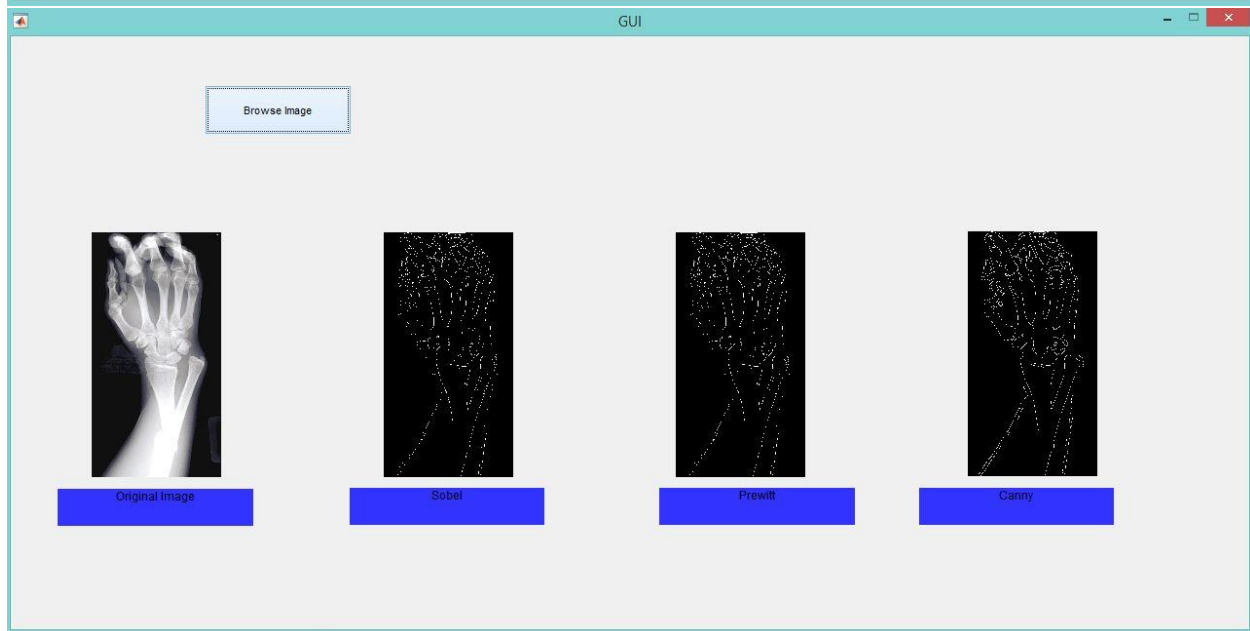 GUI
Browse Image
Original Image
Sobel
Prewitt
Canny